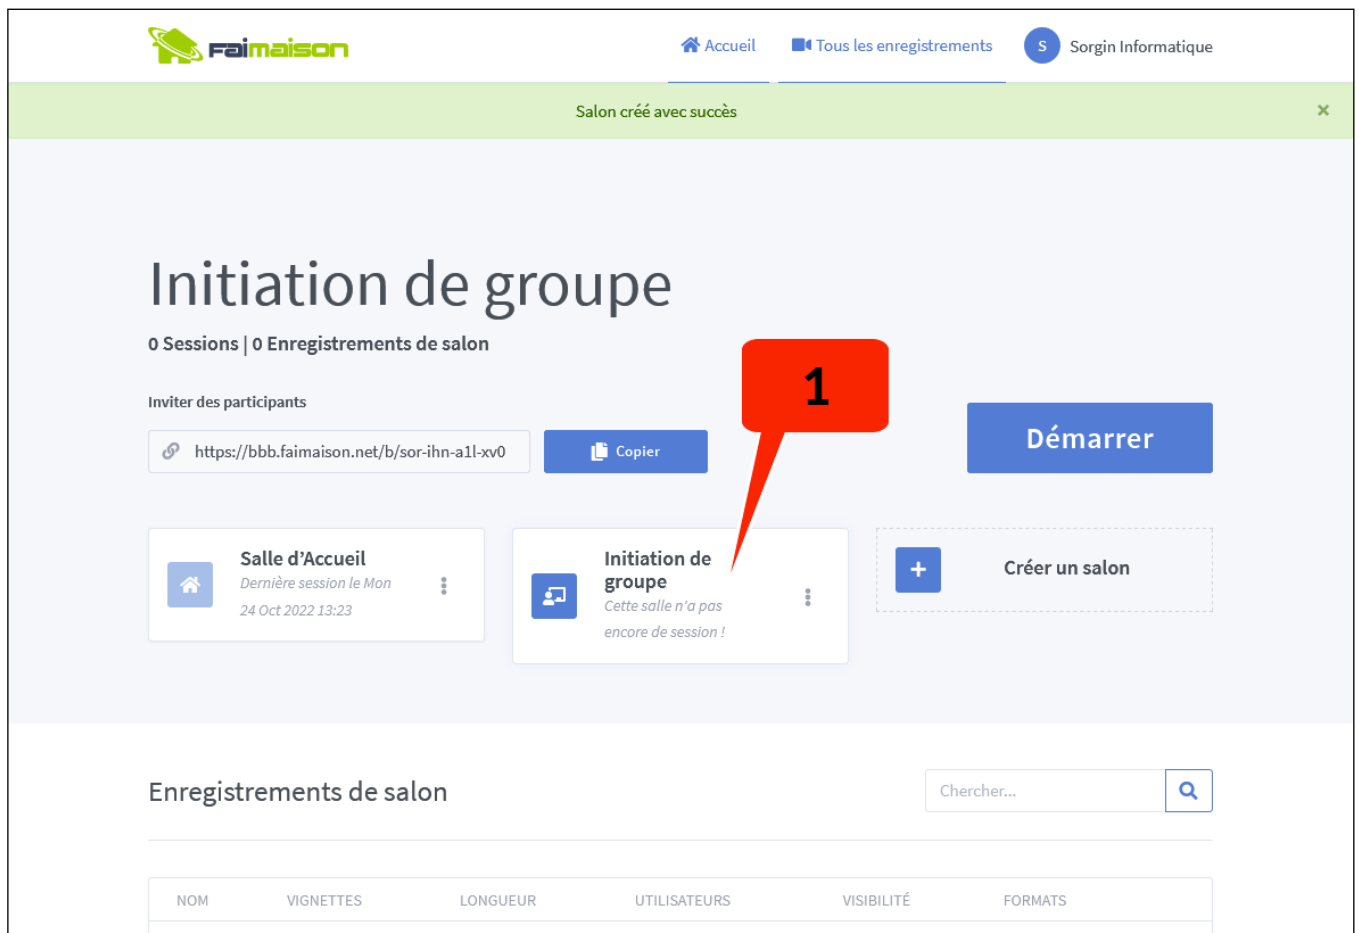 Faimaison
Accueil
Tous les enregistrements
S
Sorgin Informatique
Salon créé avec succès
×
Initiation de groupe
0 Sessions | 0 Enregistrements de salon
1
Inviter des participants
https://bbb.faimaison.net/b/sor-ihn-a1l-xv0
Copier
Démarrer
Salle d’Accueil
Dernière session le Mon
24 Oct 2022 13:23
Initiation de
groupe
Cette salle n'a pas
encore de session !
+
Créer un salon
Enregistrements de salon
Chercher...
NOM VIGNETTES LONGUEUR UTILISATEURS VISIBILITÉ FORMATS